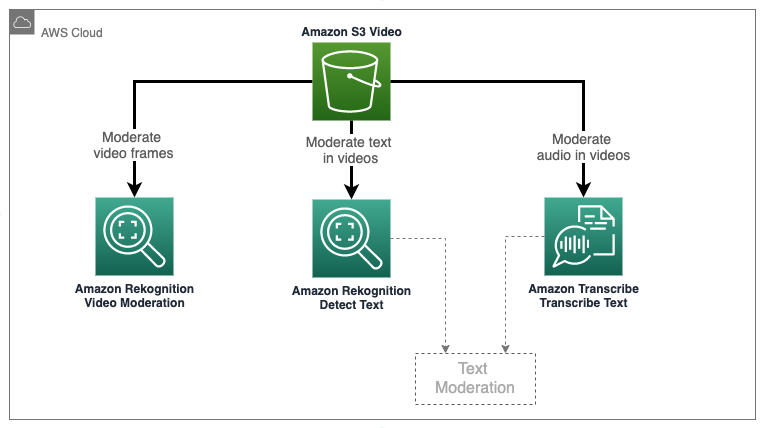 AWS Cloud
Amazon S3 Video
Moderate
video frames
Moderate text
in videos
Moderate
audio in videos
Amazon Rekognition
Video Moderation
Amazon Rekognition
Detect Text
Amazon Transcribe
Transcribe Text
Text
Moderation